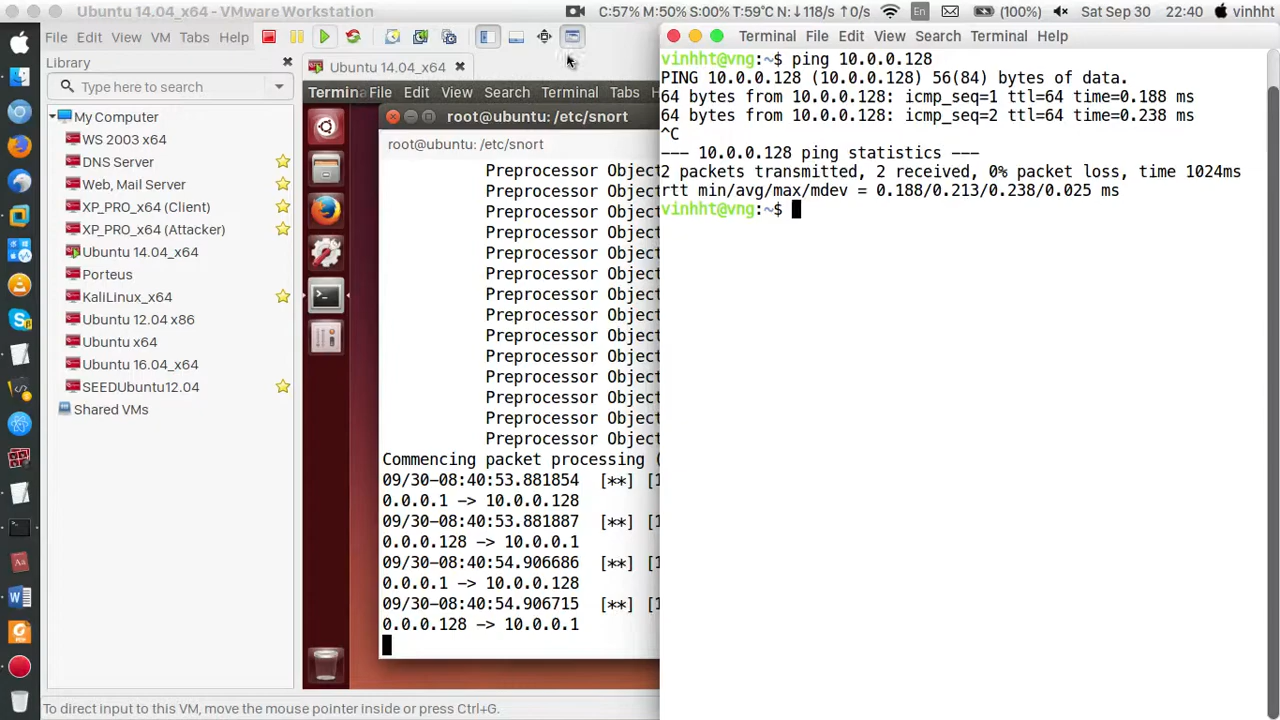 Ubuntu 14.04_x64 - VMware Workstation
C:57% M:50% S:00% T:59°C N:↓118/s ↑0/s
En
(100%)
Sat Sep 30
22:40
vinhht
File Edit View VM Tabs Help
Library
Type here to search
My Computer
WS 2003 x64
DNS Server
Web, Mail Server
XP_PRO_x64 (Client)
XP_PRO_x64 (Attacker)
Ubuntu 14.04_x64
Porteus
KaliLinux_x64
Ubuntu 12.04 x86
Ubuntu x64
Ubuntu 16.04_x64
SEEDUbuntu12.04
Shared VMs
Ubuntu 14.04_x64
Termina File Edit View Search Terminal Tabs H
root@ubuntu: /etc/snort
root@ubuntu: /etc/snort
Preprocessor Object
Preprocessor Object
Preprocessor Object
Preprocessor Object
Preprocessor Object
Preprocessor Object
Preprocessor Object
Preprocessor Object
Preprocessor Object
Preprocessor Object
Preprocessor Object
Preprocessor Object
Preprocessor Object
Preprocessor Object
Commencing packet processing (
09/30-08:40:53.881854 [**] [1
0.0.0.1 -> 10.0.0.128
09/30-08:40:53.881887 [**] [1
0.0.0.128 -> 10.0.0.1
09/30-08:40:54.906686 [**] [1
0.0.0.1 -> 10.0.0.128
09/30-08:40:54.906715 [**] [1
0.0.0.128 -> 10.0.0.1
To direct input to this VM, move the mouse pointer inside or press Ctrl+G.
Terminal File Edit View Search Terminal Help
vinhht@vng:~$ ping 10.0.0.128
PING 10.0.0.128 (10.0.0.128) 56(84) bytes of data.
64 bytes from 10.0.0.128: icmp_seq=1 ttl=64 time=0.188 ms
64 bytes from 10.0.0.128: icmp_seq=2 ttl=64 time=0.238 ms
^C
--- 10.0.0.128 ping statistics ---
2 packets transmitted, 2 received, 0% packet loss, time 1024ms
rtt min/avg/max/mdev = 0.188/0.213/0.238/0.025 ms
vinhht@vng:~$